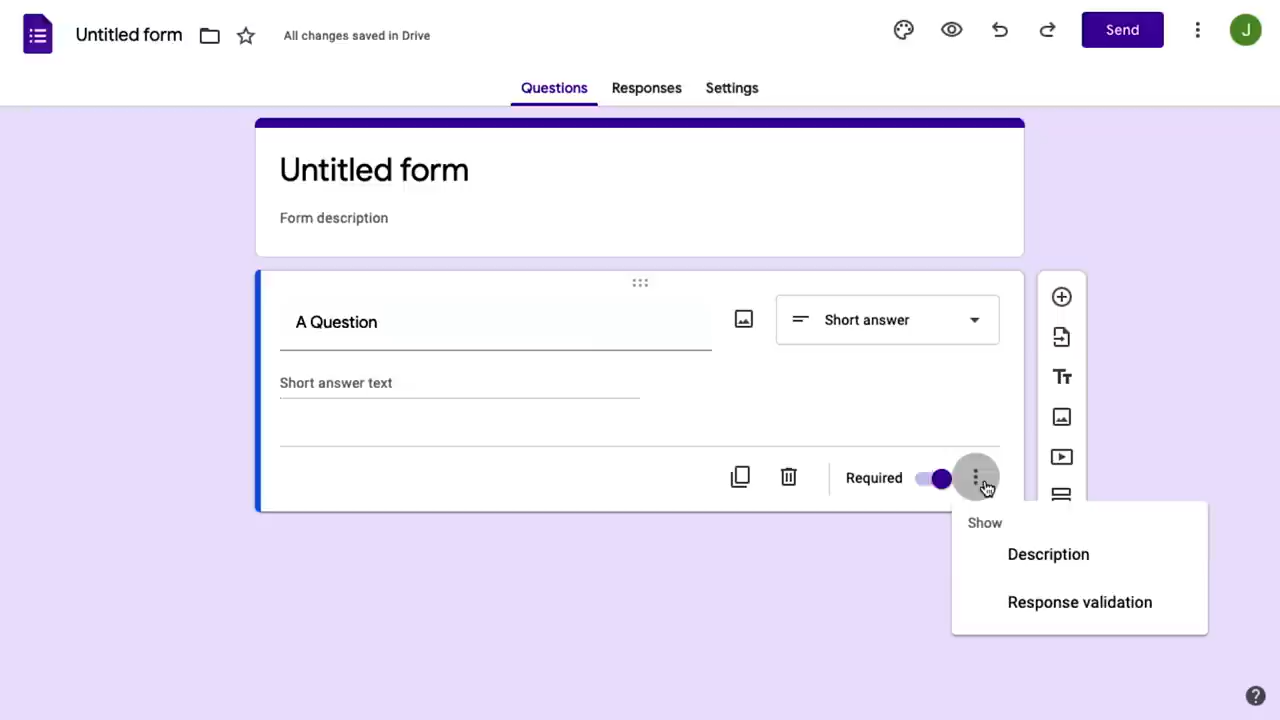 Untitled form
All changes saved in Drive
Send
J
Questions
Responses
Settings
Untitled form
Form description
A Question
Short answer
Short answer text
Tт
Required
Show
Description
Response validation